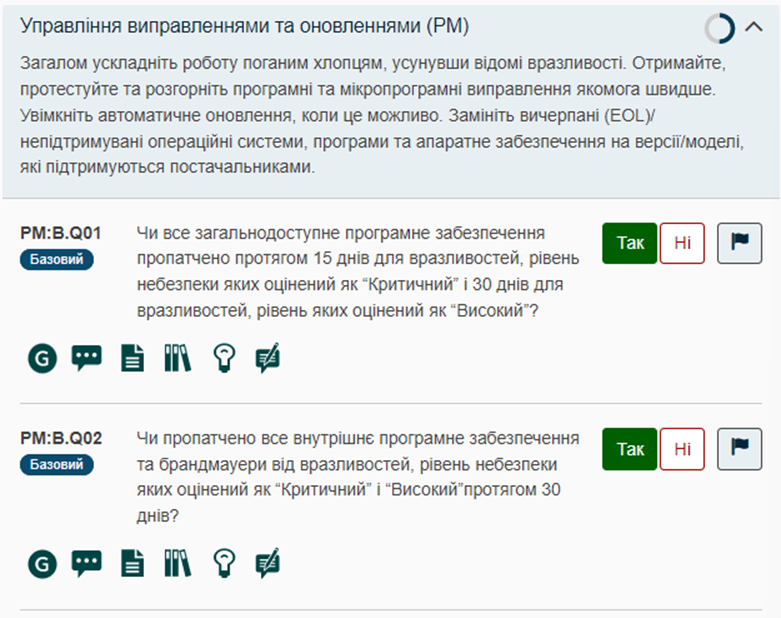 Управління виправленнями та оновленнями (PM)
Загалом ускладніть роботу поганим хлопцям, усунувши відомі вразливості. Отримайте,
протестуйте та розгорніть програмні та мікропрограмні виправлення якомога швидше.
Увімкніть автоматичне оновлення, коли це можливо. Замініть вичерпані (EOL)/
непідтримувані операційні системи, програми та апаратне забезпечення на версії/моделі,
які підтримуються постачальниками.
PM:B.Q01
Базовий
Чи все загальнодоступне програмне забезпечення
пропатчено протягом 15 днів для вразливостей, рівень
небезпеки яких оцінений як “Критичний” і 30 днів для
вразливостей, рівень яких оцінений як “Високий”?
Так Ні
G
PM:B.Q02
Базовий
Чи пропатчено все внутрішнє програмне забезпечення
та брандмауери від вразливостей, рівень небезпеки
яких оцінений як “Критичний” і “Високий”протягом 30
днів?
Так Ні
G